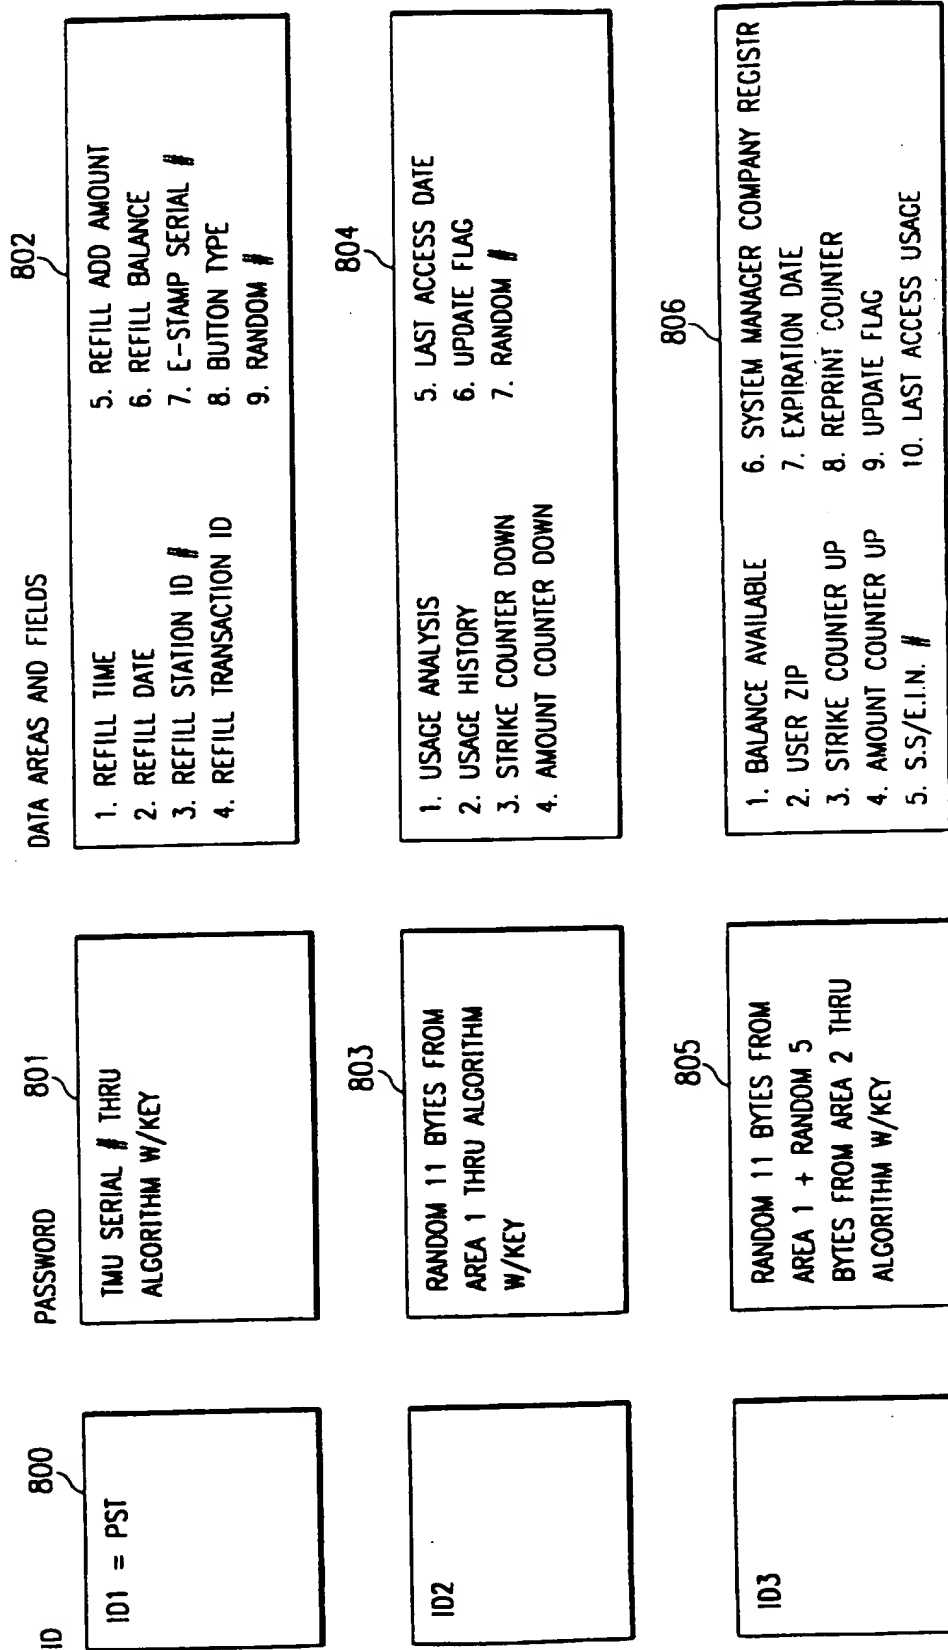 ID
PASSWORD
DATA AREAS AND FIELDS
800
801
802
ID1 = PST
TMU SERIAL # THRU
ALGORITHM W/KEY
1. REFILL TIME
2. REFILL DATE
3. REFILL STATION ID #
4. REFILL TRANSACTION ID
5. REFILL ADD AMOUNT
6. REFILL BALANCE
7. E-STAMP SERIAL #
8. BUTTON TYPE
9. RANDOM #
803
804
ID2
RANDOM 11 BYTES FROM
AREA 1 THRU ALGORITHM
W/KEY
1. USAGE ANALYSIS
2. USAGE HISTORY
3. STRIKE COUNTER DOWN
4. AMOUNT COUNTER DOWN
5. LAST ACCESS DATE
6. UPDATE FLAG
7. RANDOM #
805
806
ID3
RANDOM 11 BYTES FROM
AREA 1 + RANDOM 5
BYTES FROM AREA 2 THRU
ALGORITHM W/KEY
1. BALANCE AVAILABLE
2. USER ZIP
3. STRIKE COUNTER UP
4. AMOUNT COUNTER UP
5. S.S/E.I.N. #
6. SYSTEM MANAGER COMPANY REGISTR
7. EXPIRATION DATE
8. REPRINT COUNTER
9. UPDATE FLAG
10. LAST ACCESS USAGE